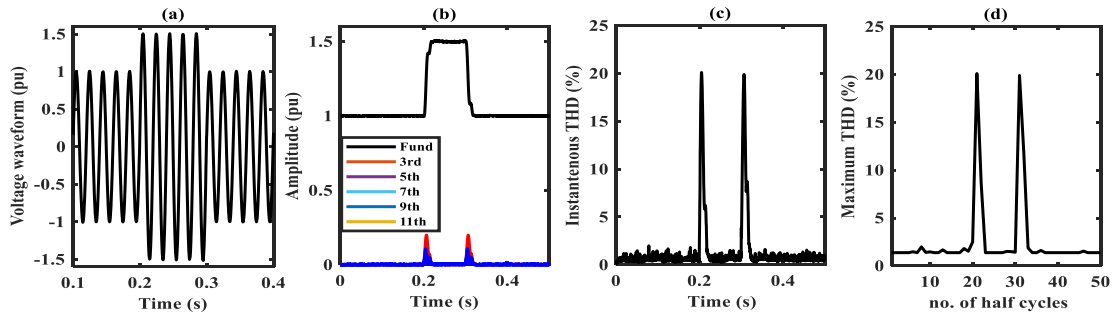 (a)
Voltage waveform (pu)
1.5
1
0.5
0
-0.5
-1
-1.5
0.1
0.2
0.3
0.4
Time (s)
(b)
Amplitude (pu)
1.5
1
0.5
0
Fund
3rd
5th
7th
9th
11th
0
0.2
0.4
Time (s)
(c)
Instantenous THD (%)
25
20
15
10
5
0
0
0.2
0.4
Time (s)
(d)
Maximum THD (%)
25
20
15
10
5
0
10
20
30
40
50
no. of half cycles